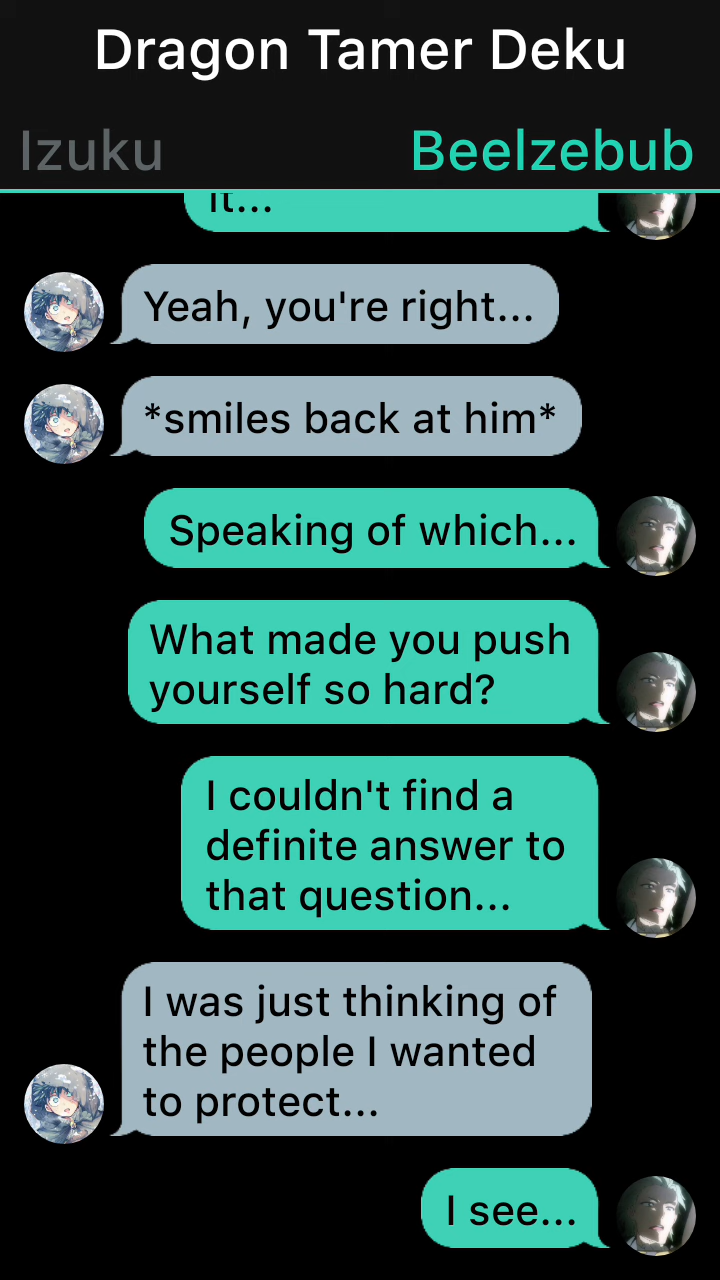 Dragon Tamer Deku
Izuku
Beelzebub
it...
Yeah, you're right...
*smiles back at him*
Speaking of which...
What made you push
yourself so hard?
I couldn't find a
definite answer to
that question...
I was just thinking of
the people I wanted
to protect...
I see...